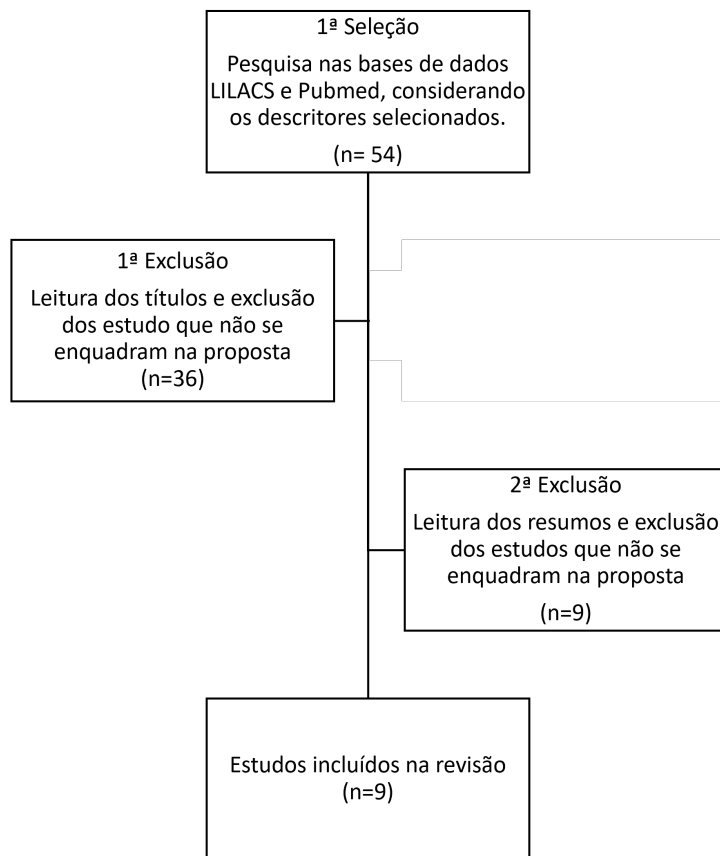 1ª Seleção
Pesquisa nas bases de dados
LILACS e Pubmed, considerando
os descritores selecionados.
(n= 54)
1ª Exclusão
Leitura dos títulos e exclusão
dos estudo que não se
enquadram na proposta
(n=36)
2ª Exclusão
Leitura dos resumos e exclusão
dos estudos que não se
enquadram na proposta
(n=9)
Estudos incluídos na revisão
(n=9)